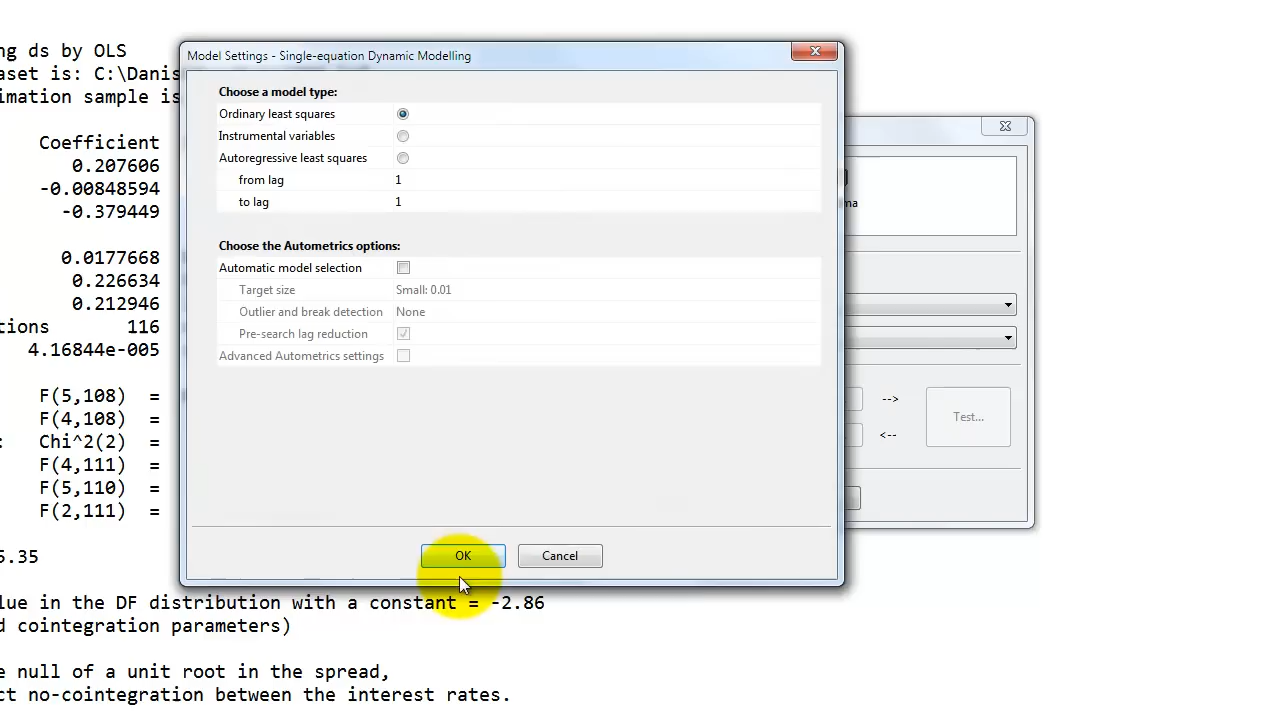 ng ds by OLS
aset is: C:\Danis
imation sample is
Coefficient
0.207606
-0.00848594
-0.379449
0.0177668
0.226634
0.212946
tions 116
4.16844e-005
F(5,108) =
F(4,108) =
: Chi^2(2) =
F(4,111) =
F(5,110) =
F(2,111) =
5.35
lue in the DF distribution with a constant = -2.86
d cointegration parameters)
e null of a unit root in the spread,
ct no-cointegration between the interest rates.
Model Settings - Single-equation Dynamic Modelling
Choose a model type:
Ordinary least squares
Instrumental variables
Autoregressive least squares
from lag 1
to lag 1
Choose the Autometrics options:
Automatic model selection
Target size Small: 0.01
Outlier and break detection None
Pre-search lag reduction
Advanced Autometrics settings
OK Cancel
ma
-->
<--
Test...